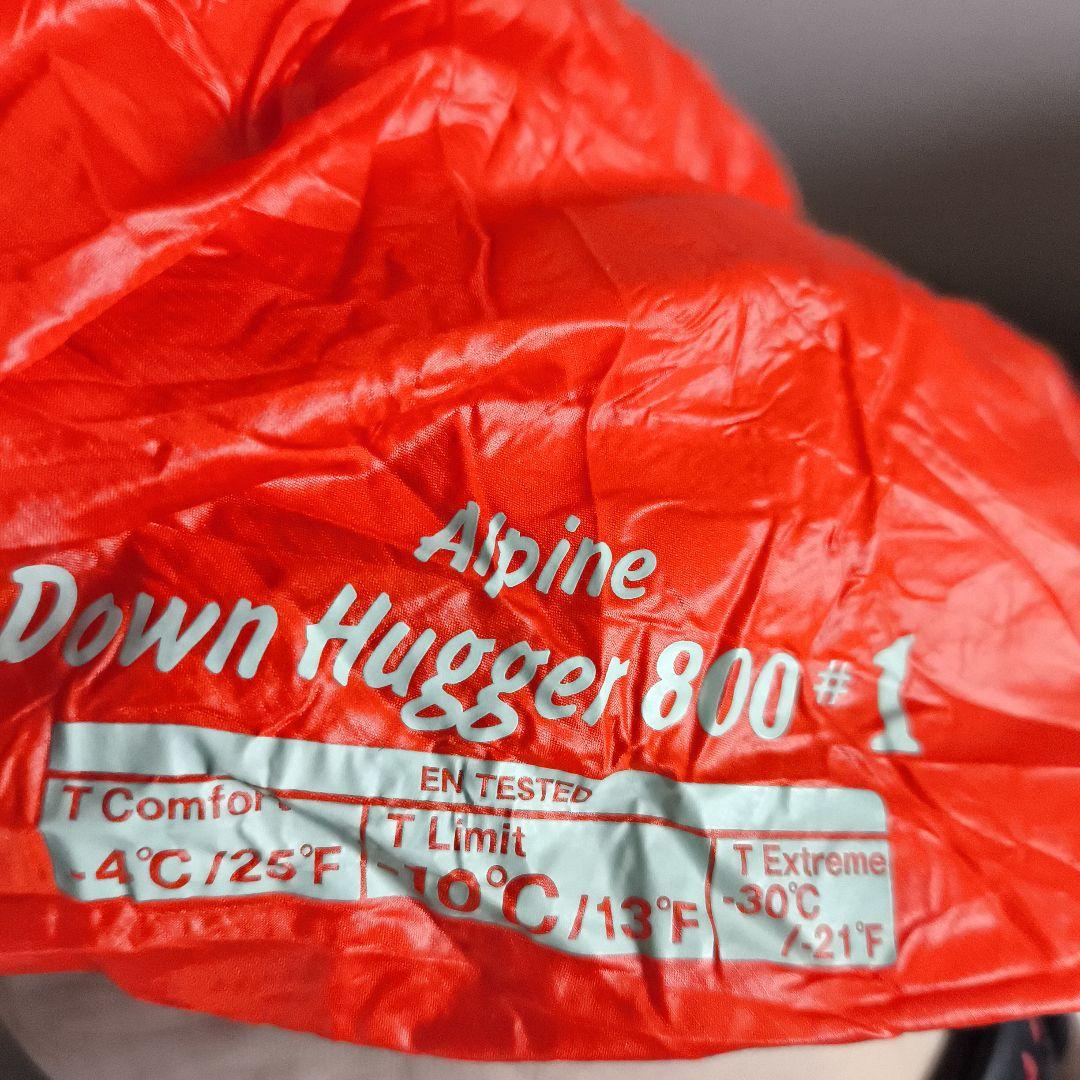 Alpine
Down Hugger 800 #1
EN TESTED
T Comfort
-4°C/25°F
T Limit
-10°C/13°F
T Extreme
-30°C
/-21°F